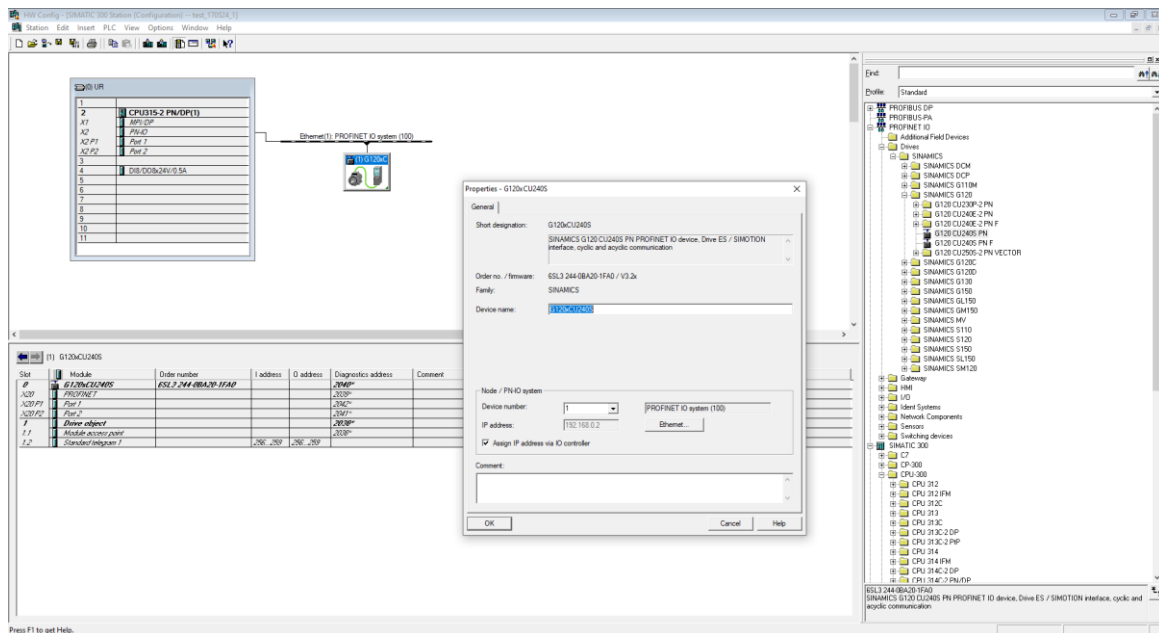 HW Config - [SIMATIC 300 Station (Configuration) -- test_170524_1]
Station Edit Insert PLC View Options Window Help
(0) UR
1
2 CPU315-2 PN/DP(1)
X1 MPI/DP
X2 PN-IO
X2 P1 Port 1
X2 P2 Port 2
3
4 DI8/DO8x24V/0.5A
5
6
7
8
9
10
11
Ethernet(1): PROFINET IO system (100)
(1) G120xC
Properties - G120xCU240S
General
Short designation: G120xCU240S
SINAMICS G120 CU240S PN PROFINET IO device, Drive ES / SIMOTION
interface, cyclic and acyclic communication
Order no. / firmware: 6SL3 244-0BA20-1FA0 / V3.2x
Family: SINAMICS
Device name: G120xCU240S
Node / PN-IO system
Device number: 1 PROFINET IO system (100)
IP address: 192.168.0.2 Ethernet...
Assign IP address via IO controller
Comment:
OK Cancel Help
(1) G120xCU240S
Slot Module Order number I address O address Diagnostics address Comment
0 G120xCU240S 6SL3 244-0BA20-1FA0 2040*
X20 PROFINET 2039*
X20 P1 Port 1 2042*
X20 P2 Port 2 2041*
1 Drive object 2038*
1.1 Module access point 2038*
1.2 Standard telegram 1 256...259 256...259
Find:
Profile: Standard
PROFIBUS DP
PROFIBUS-PA
PROFINET IO
Additional Field Devices
Drives
SINAMICS
SINAMICS DCM
SINAMICS DCP
SINAMICS G110M
SINAMICS G120
G120 CU230P-2 PN
G120 CU240E-2 PN
G120 CU240E-2 PN F
G120 CU240S PN
G120 CU240S PN F
G120 CU250S-2 PN VECTOR
SINAMICS G120C
SINAMICS G120D
SINAMICS G130
SINAMICS G150
SINAMICS GL150
SINAMICS GM150
SINAMICS MV
SINAMICS S110
SINAMICS S120
SINAMICS S150
SINAMICS SL150
SINAMICS SM120
Gateway
HMI
I/O
Ident Systems
Network Components
Sensors
Switching devices
SIMATIC 300
C7
CP-300
CPU-300
CPU 312
CPU 312 IFM
CPU 312C
CPU 313
CPU 313C
CPU 313C-2 DP
CPU 313C-2 PtP
CPU 314
CPU 314 IFM
CPU 314C-2 DP
CPU 314C-2 PN/DP
6SL3 244-0BA20-1FA0
SINAMICS G120 CU240S PN PROFINET IO device, Drive ES / SIMOTION interface, cyclic and
acyclic communication
Press F1 to get Help.